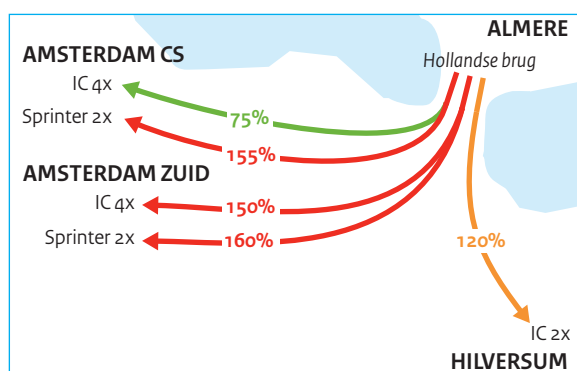 ALMERE
Hollandse brug
AMSTERDAM CS
IC 4x
75%
Sprinter 2x
155%
AMSTERDAM ZUID
IC 4x
150%
Sprinter 2x
160%
120%
IC 2x
HILVERSUM